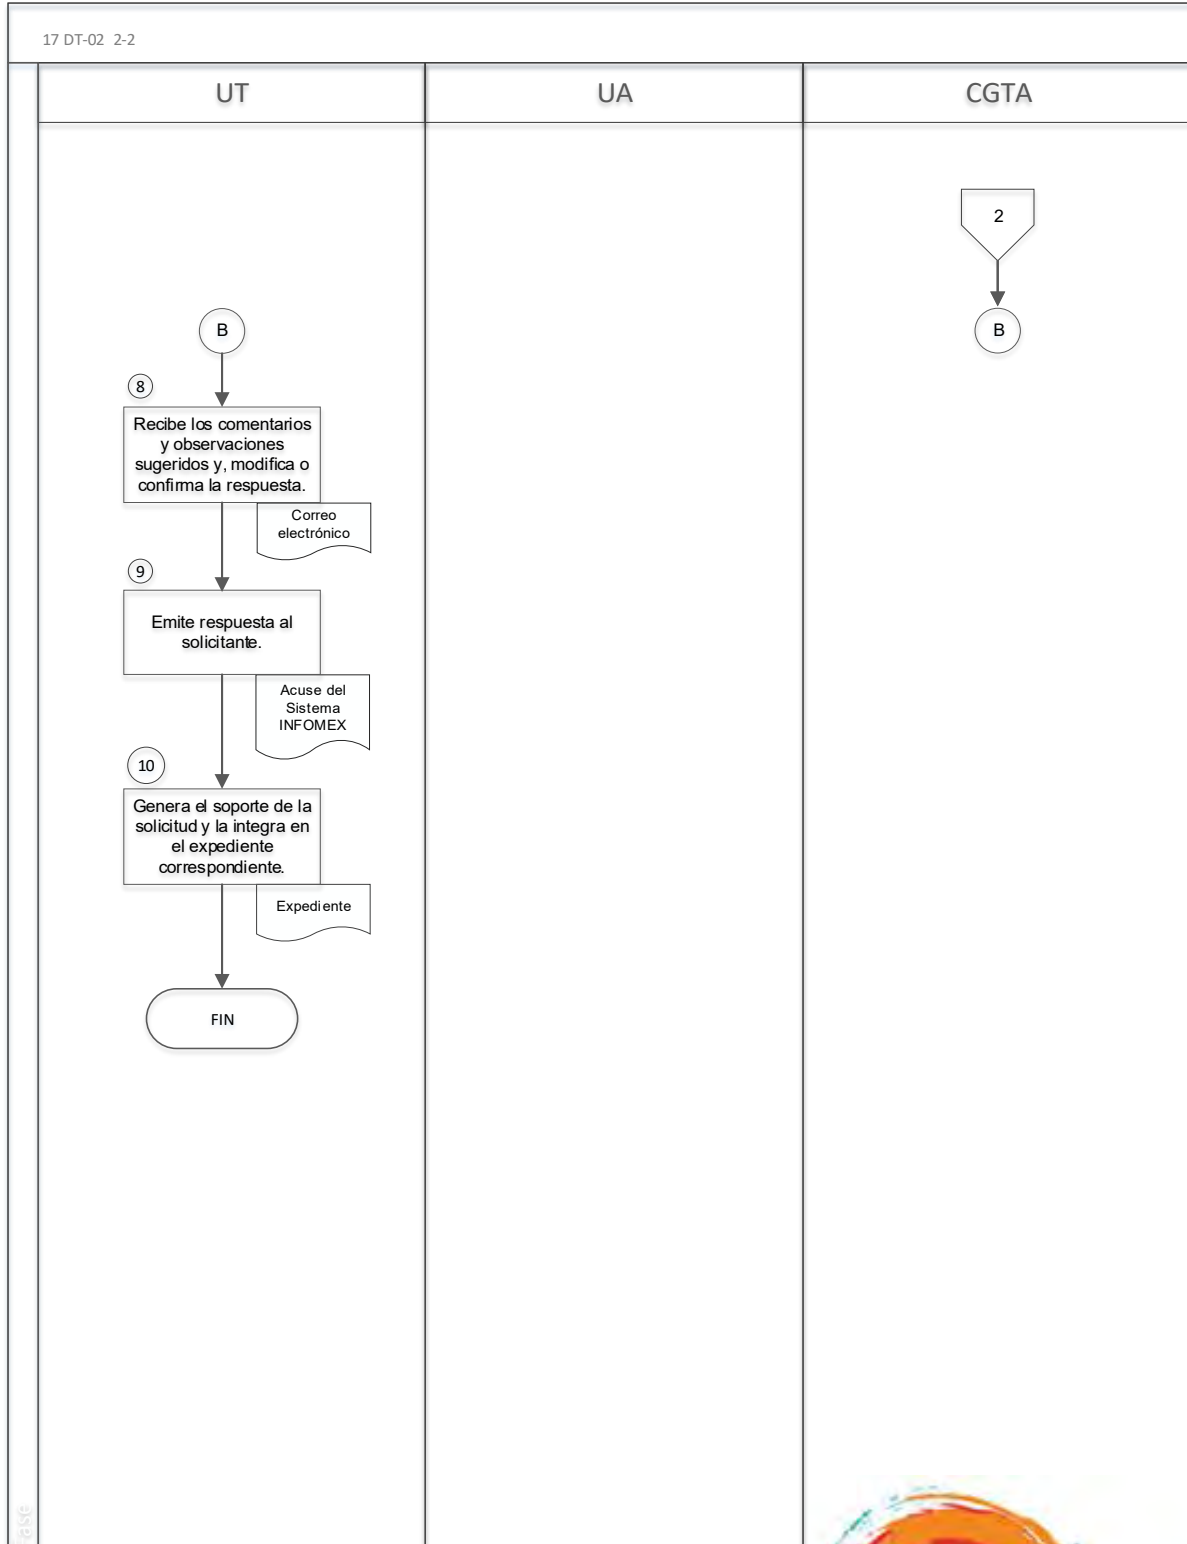 17 DT-02 2-2
UT
UA
CGTA
2
B
B
8
Recibe los comentarios
y observaciones
sugeridos y, modifica o
confirma la respuesta.
Correo
electrónico
9
Emite respuesta al
solicitante.
Acuse del
Sistema
INFOMEX
10
Genera el soporte de la
solicitud y la integra en
el expediente
correspondiente.
Expediente
FIN